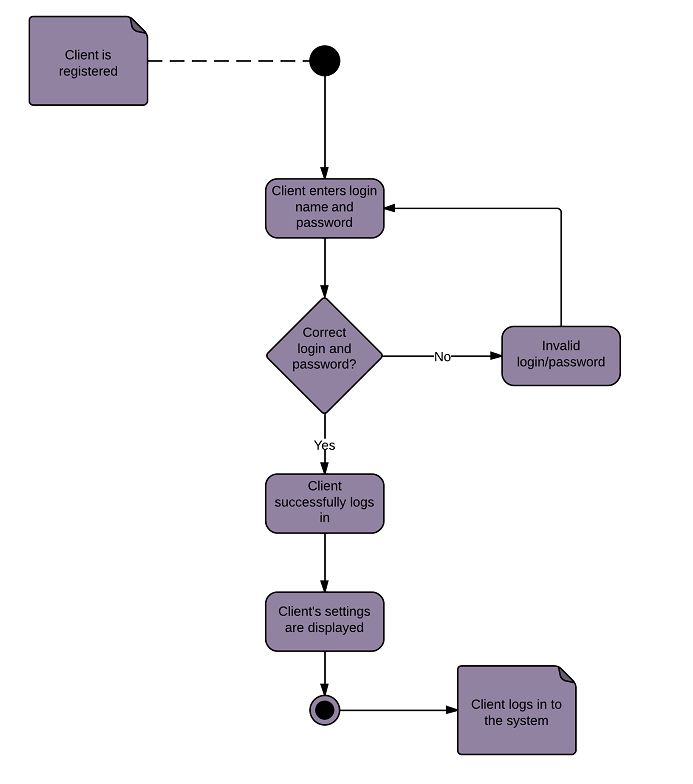 Client is
registered
Client enters login
name and
password
Correct
login and
password?
No
Invalid
login/password
Yes
Client
successfully logs
in
Client's settings
are displayed
Client logs in to
the system